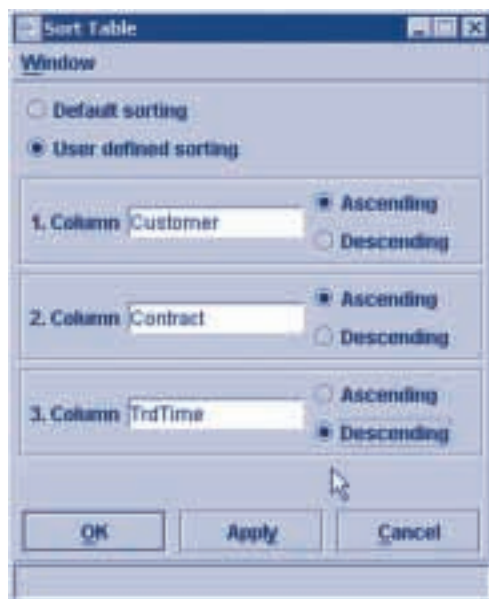 Sort Table
Window
Default sorting
User defined sorting
1. Column Customer
Ascending
Descending
2. Column Contract
Ascending
Descending
3. Column TrdTime
Ascending
Descending
OK Apply Cancel